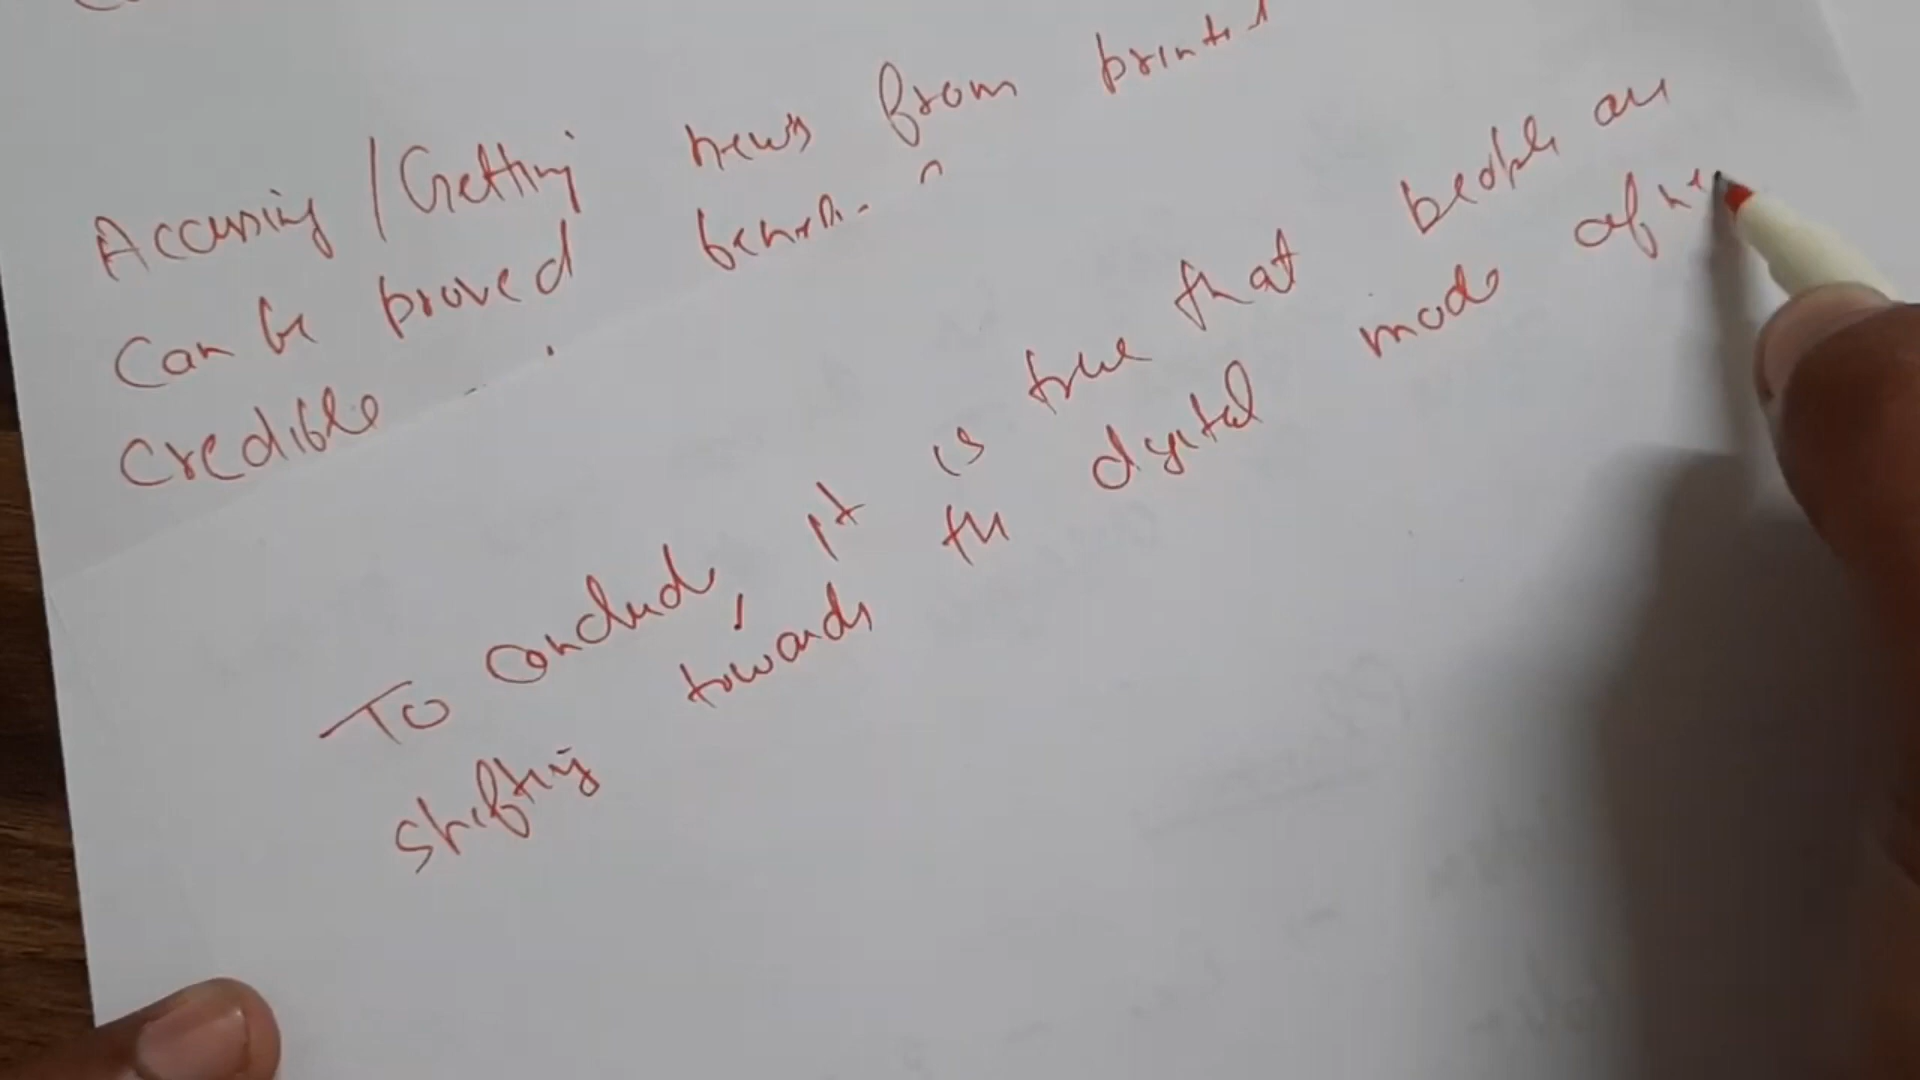 Accessing / Getting news from printed
can be proved
credible.
To conclude, it is true that people are
shifting towards the digital mode of